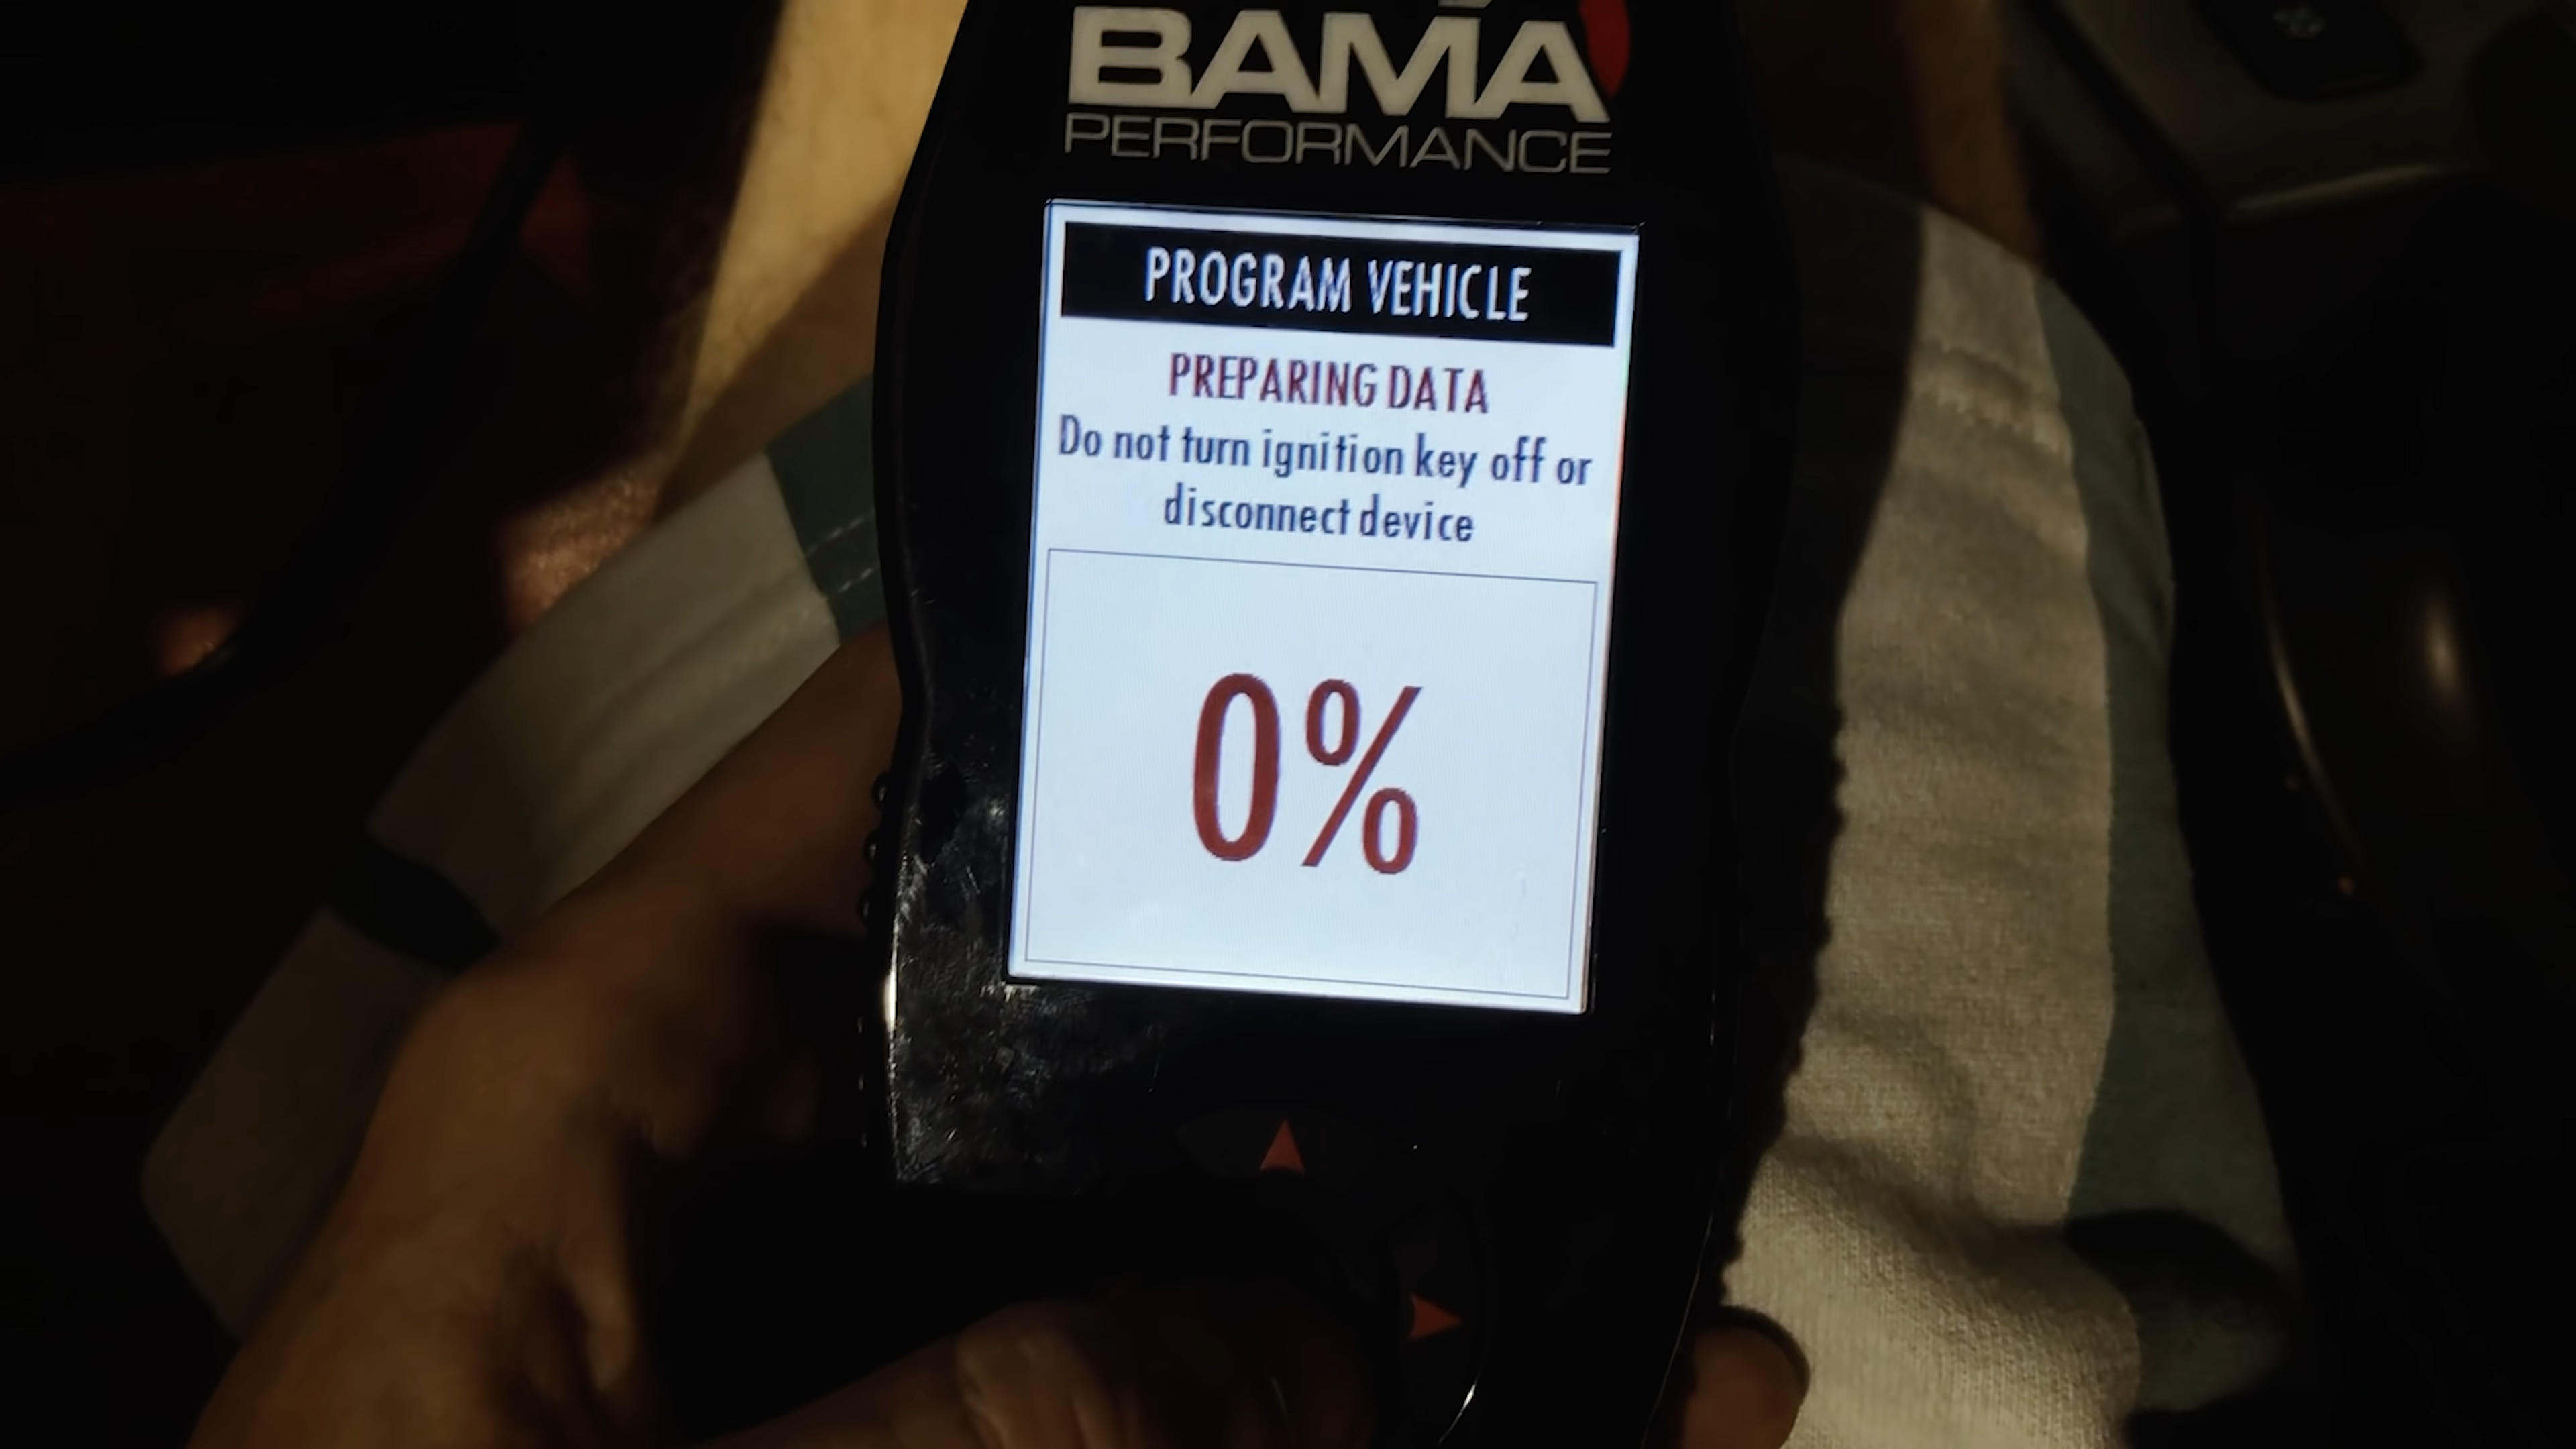 BAMA
PERFORMANCE
PROGRAM VEHICLE
PREPARING DATA
Do not turn ignition key off or
disconnect device
0%